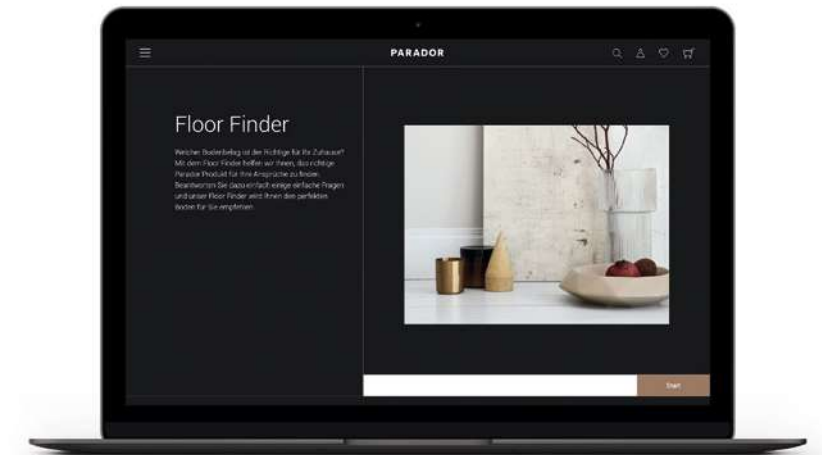 PARADOR
Floor Finder
Welcher Bodenbelag ist der Richtige für Ihr Zuhause?
Mit dem Floor Finder helfen wir Ihnen, das richtige
Parador Produkt für Ihre Ansprüche zu finden.
Beantworten Sie dazu einfach einige einfache Fragen
und unser Floor Finder wird Ihnen den perfekten
Boden für Sie empfehlen.
Start